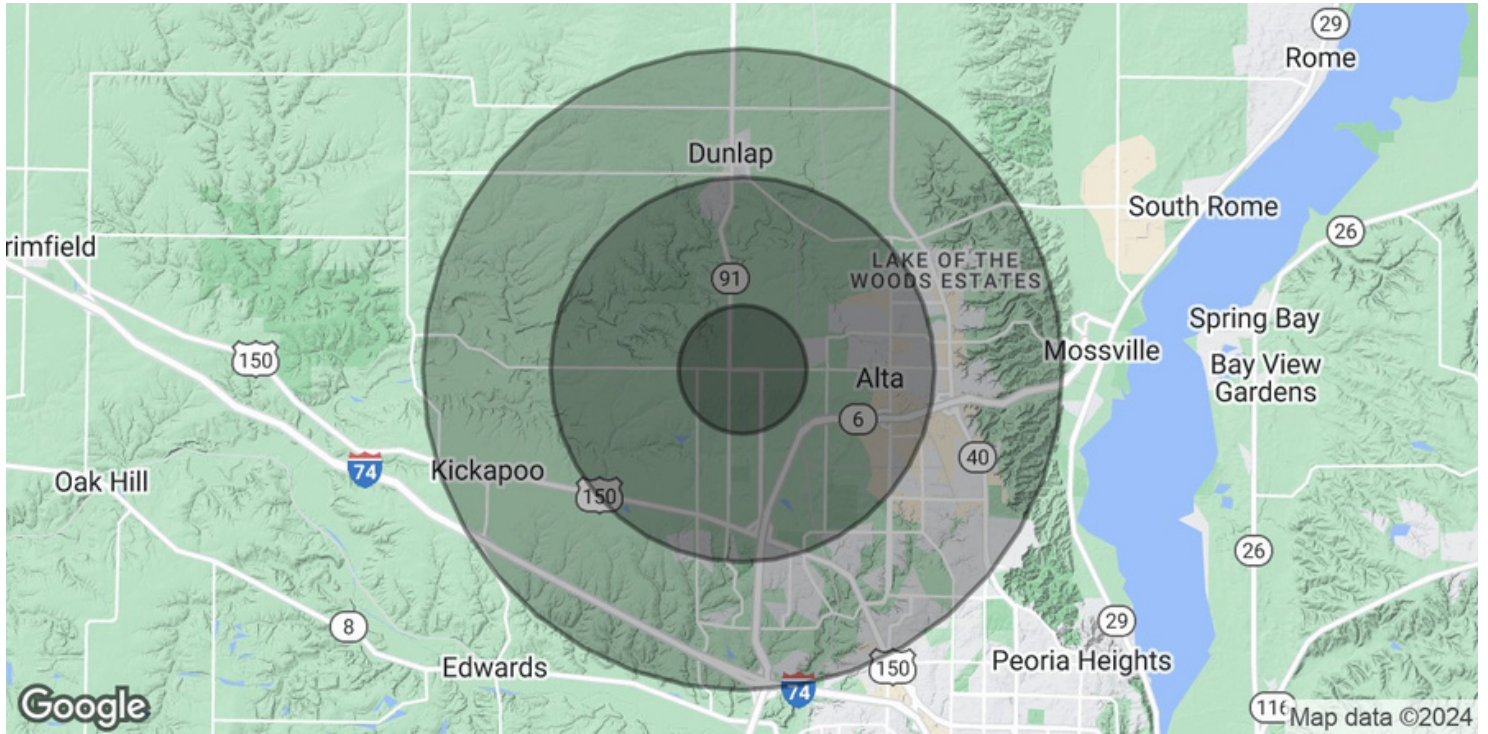 29
Rome
Dunlap
South Rome
26
rimfield
LAKE OF THE
WOODS ESTATES
91
Spring Bay
150
Mossville
Bay View
Gardens
Alta
6
40
Kickapoo
74
Oak Hill
150
26
8
29
Edwards
150
Peoria Heights
74
Google
116
Map data ©2024